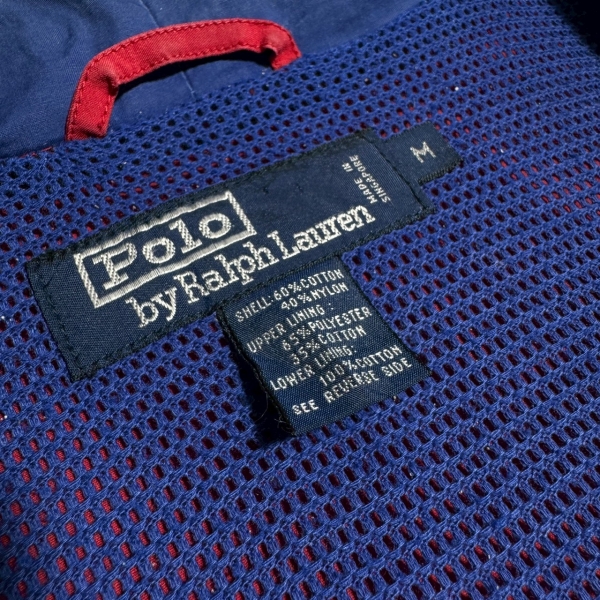 Polo
by Ralph Lauren
MADE IN
SINGAPORE
M
SHELL: 60% COTTON
40% NYLON
UPPER LINING:
65% POLYESTER
35% COTTON
LOWER LINING:
100% COTTON
SEE REVERSE SIDE